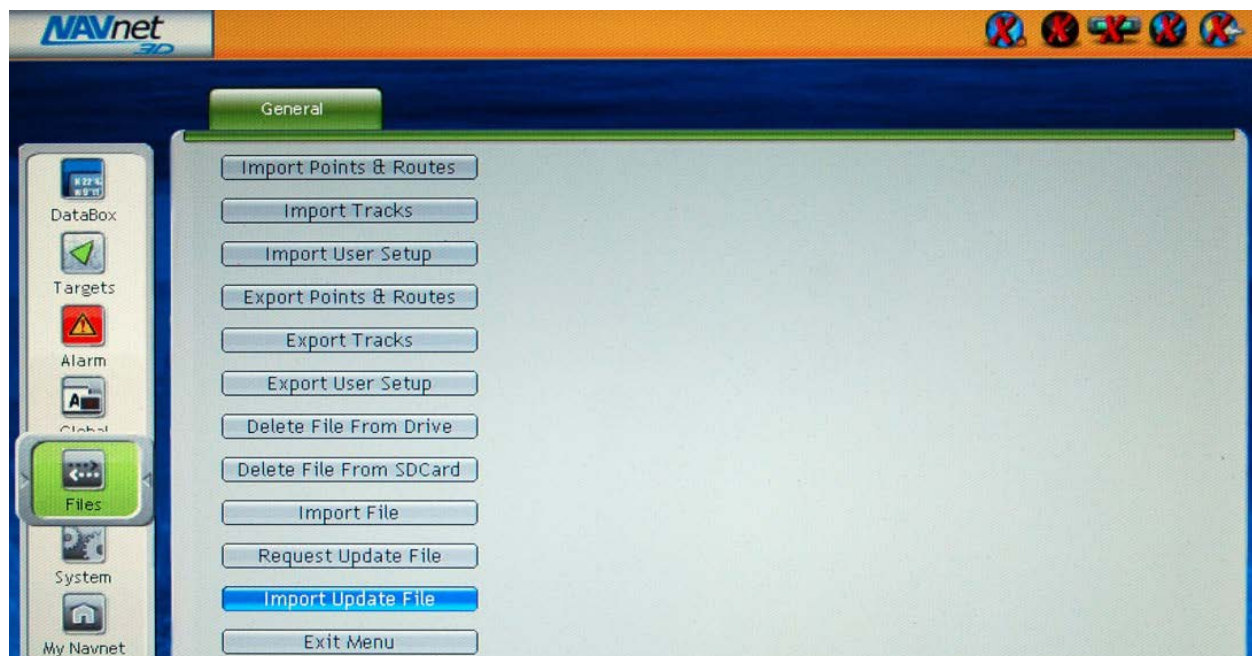 NAVnet
3D
General
Import Points & Routes
Import Tracks
Import User Setup
Export Points & Routes
Export Tracks
Export User Setup
Delete File From Drive
Delete File From SDCard
Import File
Request Update File
Import Update File
Exit Menu
DataBox
Targets
Alarm
Global
Files
System
My Navnet